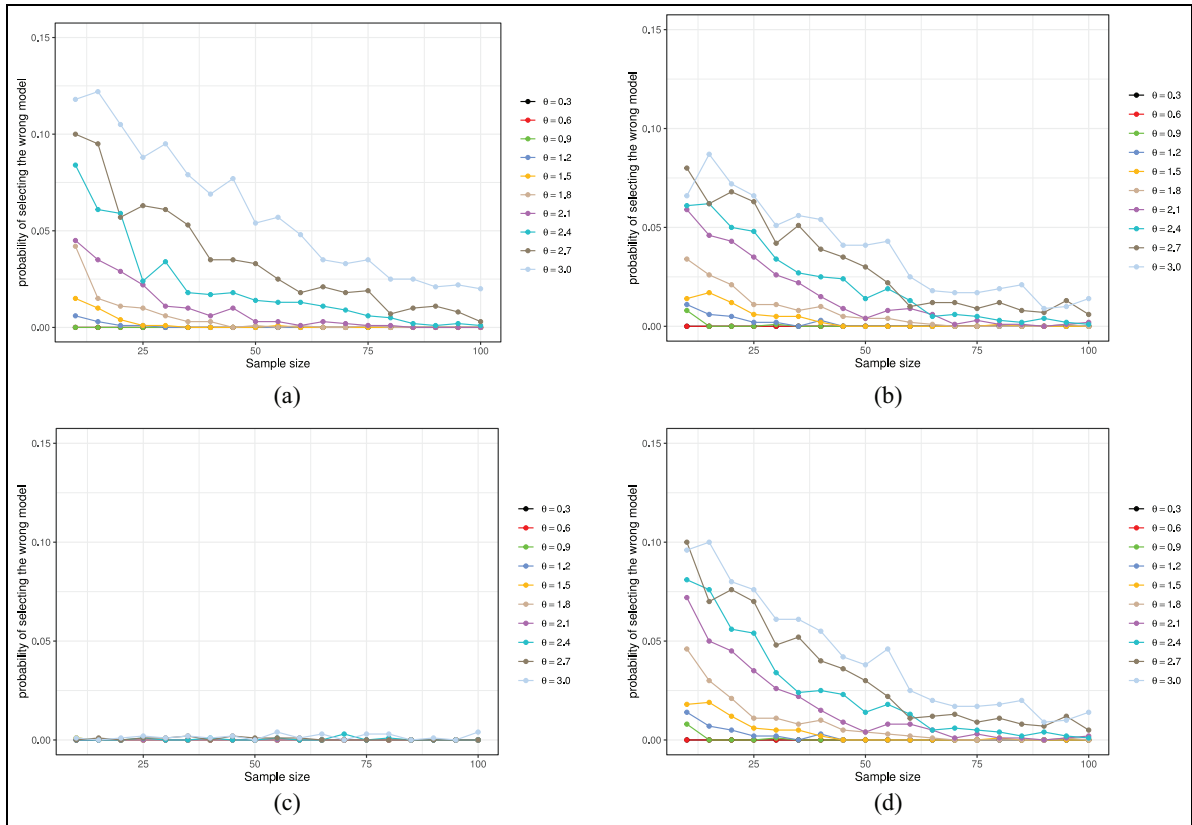 probability of selecting the wrong model
0.15
0.10
0.05
0.00
25
50
75
100
Sample size
θ = 0.3
θ = 0.6
θ = 0.9
θ = 1.2
θ = 1.5
θ = 1.8
θ = 2.1
θ = 2.4
θ = 2.7
θ = 3.0
(a)
probability of selecting the wrong model
0.15
0.10
0.05
0.00
25
50
75
100
Sample size
θ = 0.3
θ = 0.6
θ = 0.9
θ = 1.2
θ = 1.5
θ = 1.8
θ = 2.1
θ = 2.4
θ = 2.7
θ = 3.0
(b)
probability of selecting the wrong model
0.15
0.10
0.05
0.00
25
50
75
100
Sample size
θ = 0.3
θ = 0.6
θ = 0.9
θ = 1.2
θ = 1.5
θ = 1.8
θ = 2.1
θ = 2.4
θ = 2.7
θ = 3.0
(c)
probability of selecting the wrong model
0.15
0.10
0.05
0.00
25
50
75
100
Sample size
θ = 0.3
θ = 0.6
θ = 0.9
θ = 1.2
θ = 1.5
θ = 1.8
θ = 2.1
θ = 2.4
θ = 2.7
θ = 3.0
(d)